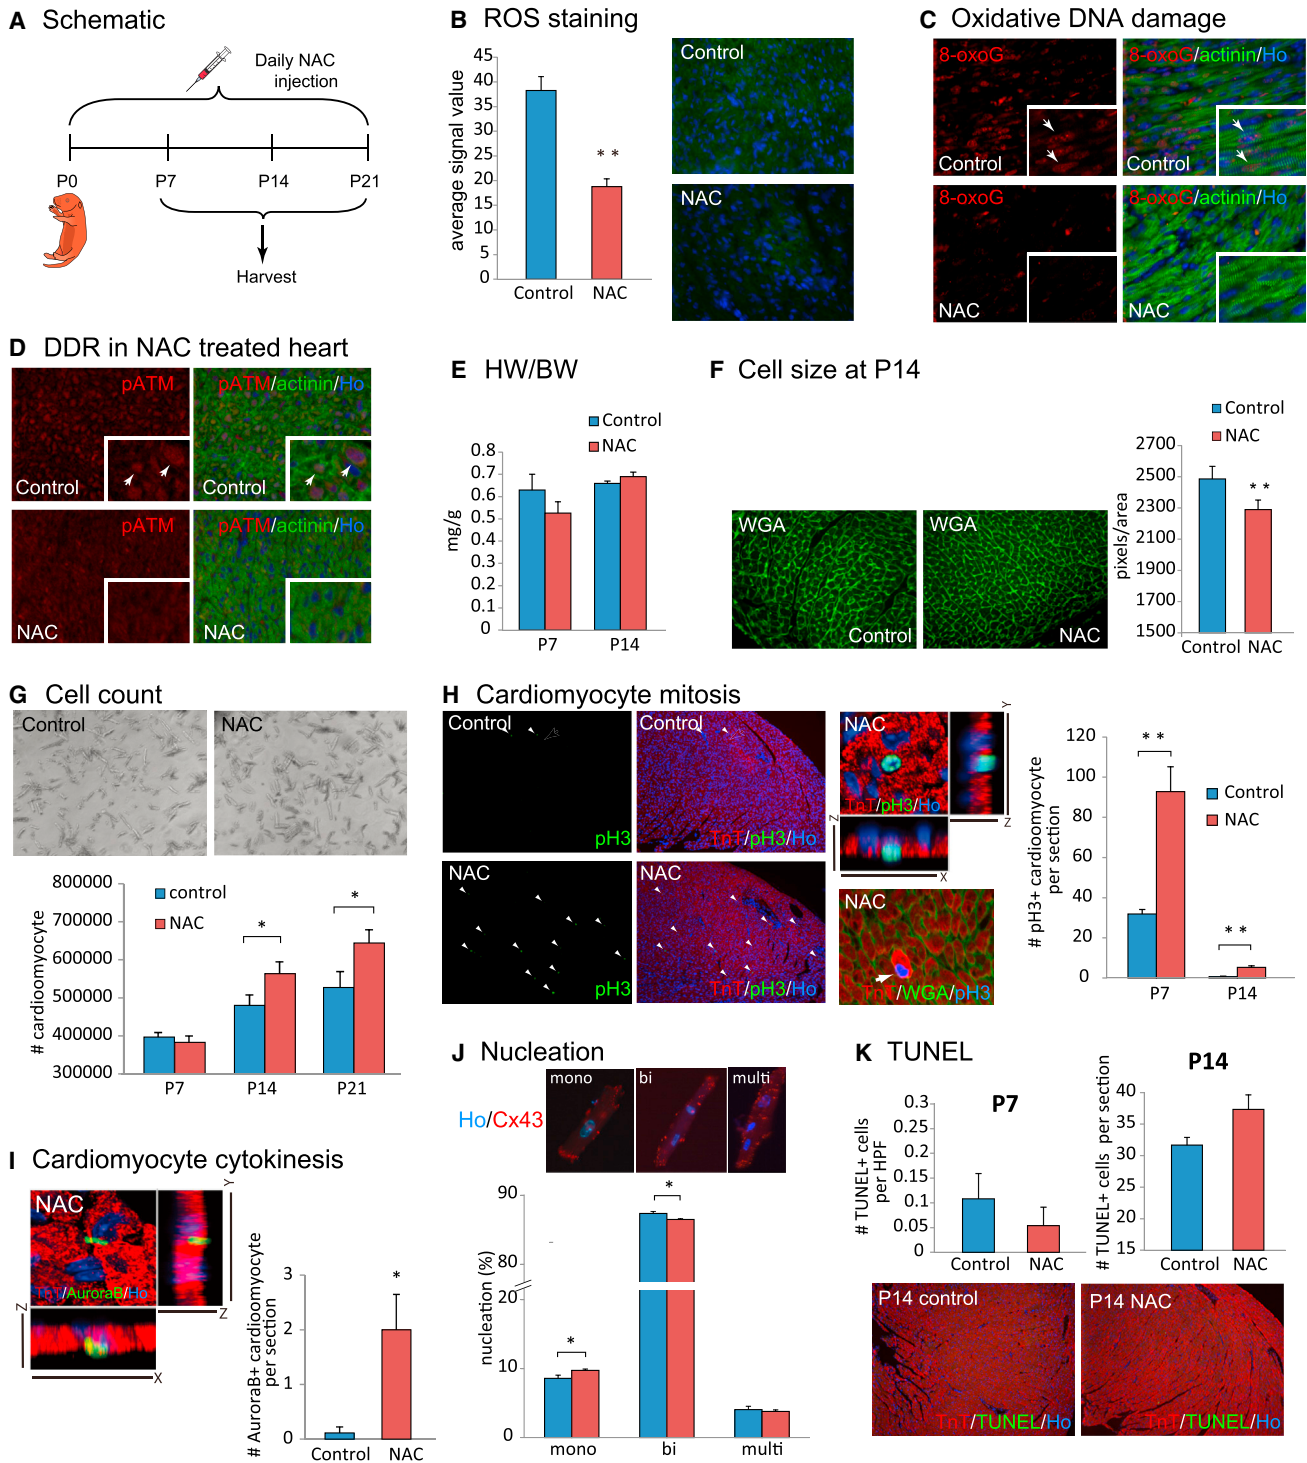 A Schematic
Daily NAC
injection
P0
P7
P14
P21
Harvest
B ROS staining
average signal value
45
40
35
30
25
20
15
10
5
0
* *
Control
NAC
Control
NAC
C Oxidative DNA damage
8-oxoG
Control
8-oxoG/actinin/Ho
Control
8-oxoG
NAC
8-oxoG/actinin/Ho
NAC
D DDR in NAC treated heart
pATM
Control
pATM/actinin/Ho
Control
pATM
NAC
pATM/actinin/Ho
NAC
E HW/BW
Control
NAC
mg/g
0.8
0.7
0.6
0.5
0.4
0.3
0.2
0.1
0
P7
P14
F Cell size at P14
WGA
Control
WGA
NAC
Control
NAC
pixels/area
2700
2500
2300
2100
1900
1700
1500
* *
Control
NAC
G Cell count
Control
NAC
# cardiooomyocyte
800000
700000
600000
500000
400000
300000
control
NAC
*
*
P7
P14
P21
H Cardiomyocyte mitosis
Control
pH3
Control
TnT/pH3/Ho
NAC
pH3
NAC
TnT/pH3/Ho
NAC
TnT/pH3/Ho
Y
Z
Z
X
NAC
TnT/WGA/pH3
# pH3+ cardiomyocyte
per section
120
100
80
60
40
20
0
* *
* *
Control
NAC
P7
P14
I Cardiomyocyte cytokinesis
NAC
/AuroraB/Ho
Y
Z
Z
X
# AuroraB+ cardioomyocyte
per section
3
2
1
0
*
Control
NAC
J Nucleation
Ho/Cx43
mono
bi
multi
nucleation (%)
90
80
20
10
0
*
*
mono
bi
multi
K TUNEL
P7
# TUNEL+ cells
per HPF
0.3
0.2
0.15
0.1
0.05
0
Control
NAC
P14
# TUNEL+ cells per section
40
35
30
25
20
15
Control
NAC
P14 control
TnT/TUNEL/Ho
P14 NAC
TnT/TUNEL/Ho